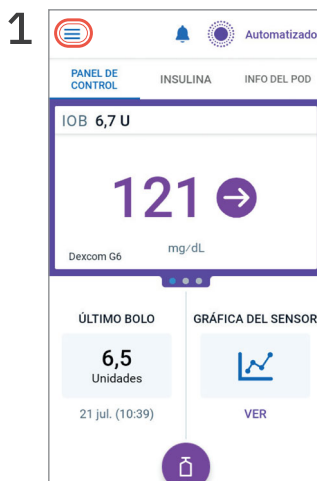 1
Automatizado
PANEL DE
CONTROL
INSULINA
INFO DEL POD
IOB 6,7 U
121
mg/dL
Dexcom G6
ÚLTIMO BOLO
GRÁFICA DEL SENSOR
6,5
Unidades
21 jul. (10:39)
VER